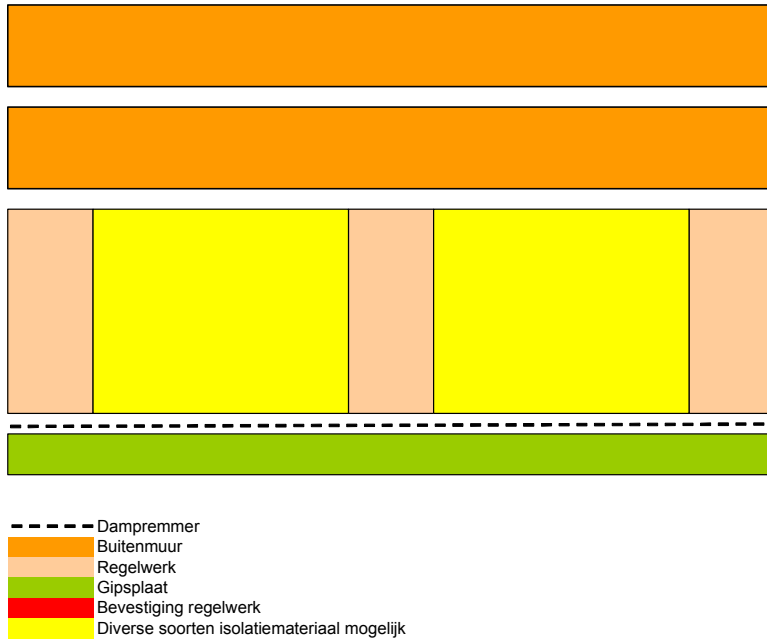 Dampremmer
Buitenmuur
Regelwerk
Gipsplaat
Bevestiging regelwerk
Diverse soorten isolatiemateriaal mogelijk